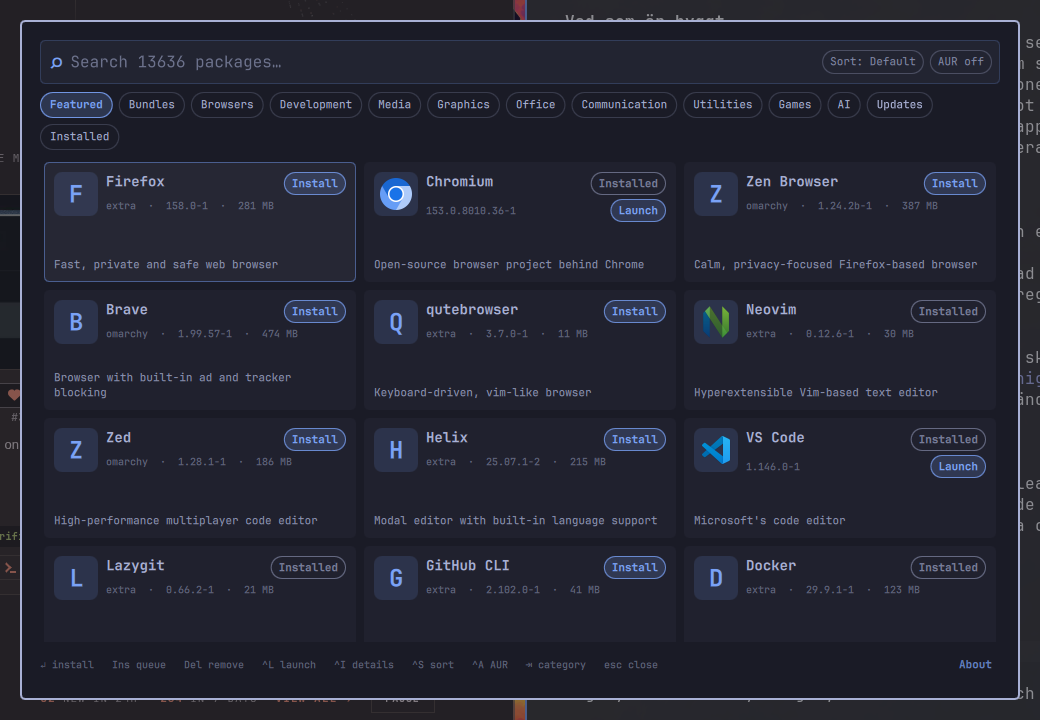 Search 13636 packages…
Sort: Default
AUR off
Featured
Bundles
Browsers
Development
Media
Graphics
Office
Communication
Utilities
Games
AI
Updates
Installed
F
Firefox
Install
extra · 158.0-1 · 281 MB
Fast, private and safe web browser
Chromium
Installed
153.0.8010.36-1
Launch
Open-source browser project behind Chrome
Z
Zen Browser
Install
omarchy · 1.24.2b-1 · 387 MB
Calm, privacy-focused Firefox-based browser
B
Brave
Install
omarchy · 1.99.57-1 · 474 MB
Browser with built-in ad and tracker
blocking
Q
qutebrowser
Install
extra · 3.7.0-1 · 11 MB
Keyboard-driven, vim-like browser
Neovim
Installed
extra · 0.12.6-1 · 30 MB
Hyperextensible Vim-based text editor
Z
Zed
Install
omarchy · 1.28.1-1 · 186 MB
High-performance multiplayer code editor
H
Helix
Install
extra · 25.07.1-2 · 215 MB
Modal editor with built-in language support
VS Code
Installed
1.146.0-1
Launch
Microsoft's code editor
L
Lazygit
Installed
extra · 0.66.2-1 · 21 MB
G
GitHub CLI
Install
extra · 2.102.0-1 · 41 MB
D
Docker
Installed
extra · 29.9.1-1 · 123 MB
↵ install
Ins queue
Del remove
^L launch
^I details
^S sort
^A AUR
⇥ category
esc close
About